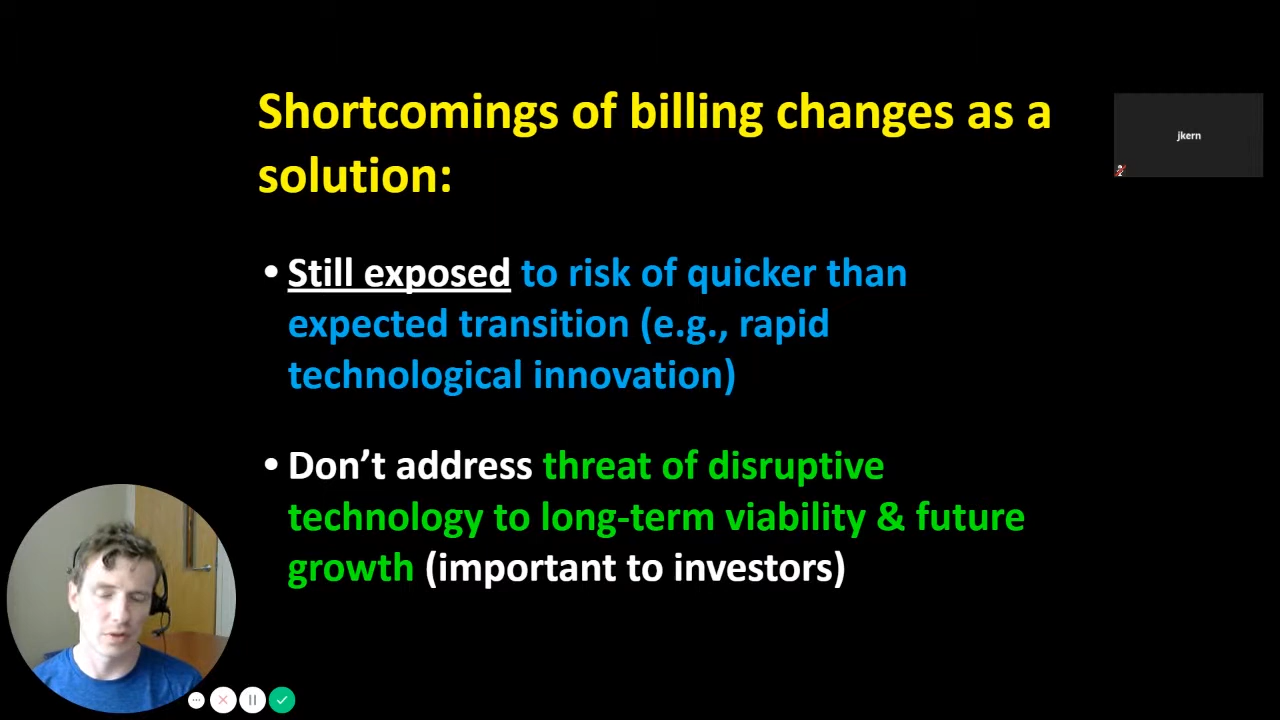 Shortcomings of billing changes as a
solution:
jkern
• Still exposed to risk of quicker than
expected transition (e.g., rapid
technological innovation)
• Don’t address threat of disruptive
technology to long-term viability & future
growth (important to investors)